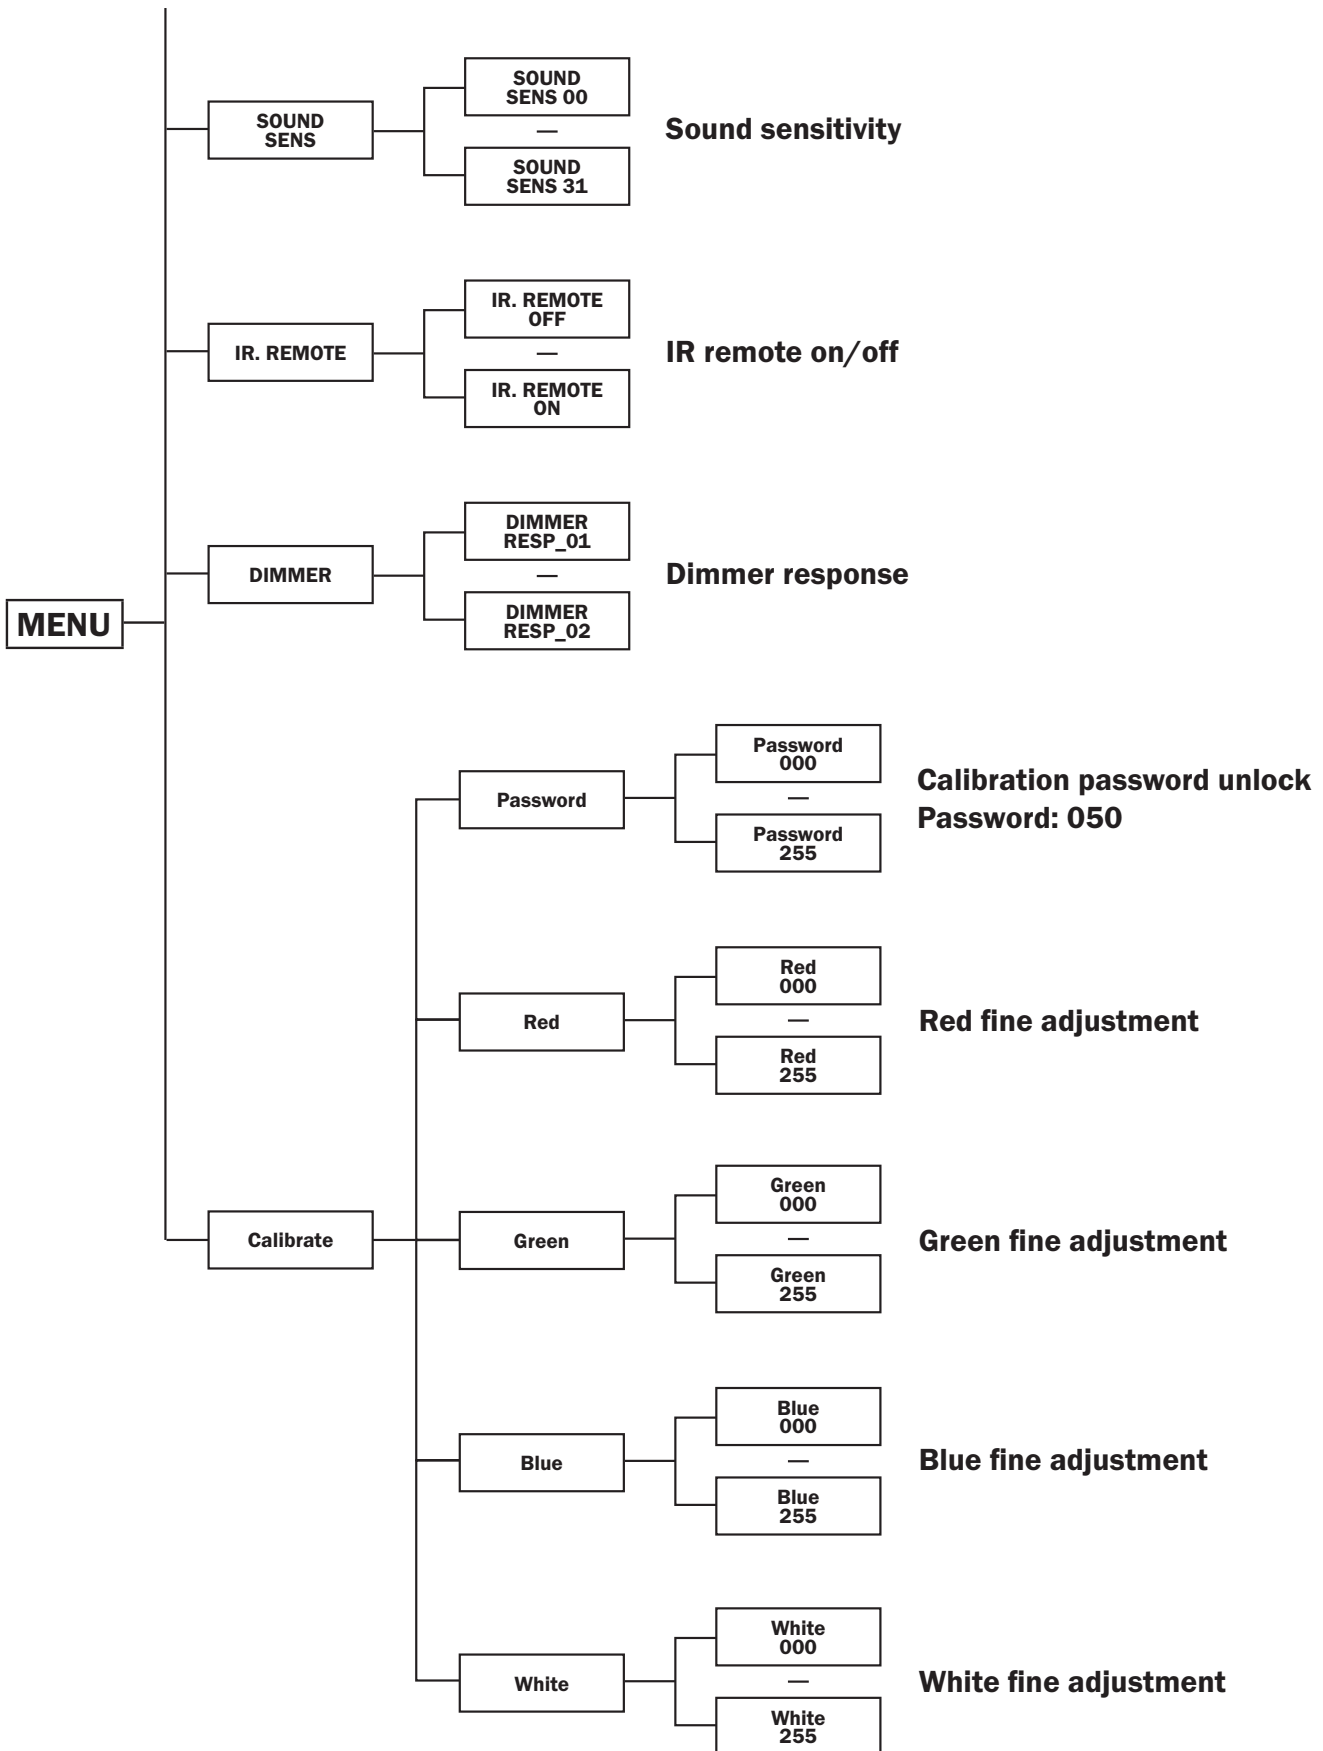 SOUND
SENS
SOUND
SENS 00
—
SOUND
SENS 31
Sound sensitivity
IR. REMOTE
IR. REMOTE
OFF
—
IR. REMOTE
ON
IR remote on/off
MENU
DIMMER
DIMMER
RESP_01
—
DIMMER
RESP_02
Dimmer response
Calibrate
Password
Password
000
—
Password
255
Calibration password unlock
Password: 050
Red
Red
000
—
Red
255
Red fine adjustment
Green
Green
000
—
Green
255
Green fine adjustment
Blue
Blue
000
—
Blue
255
Blue fine adjustment
White
White
000
—
White
255
White fine adjustment